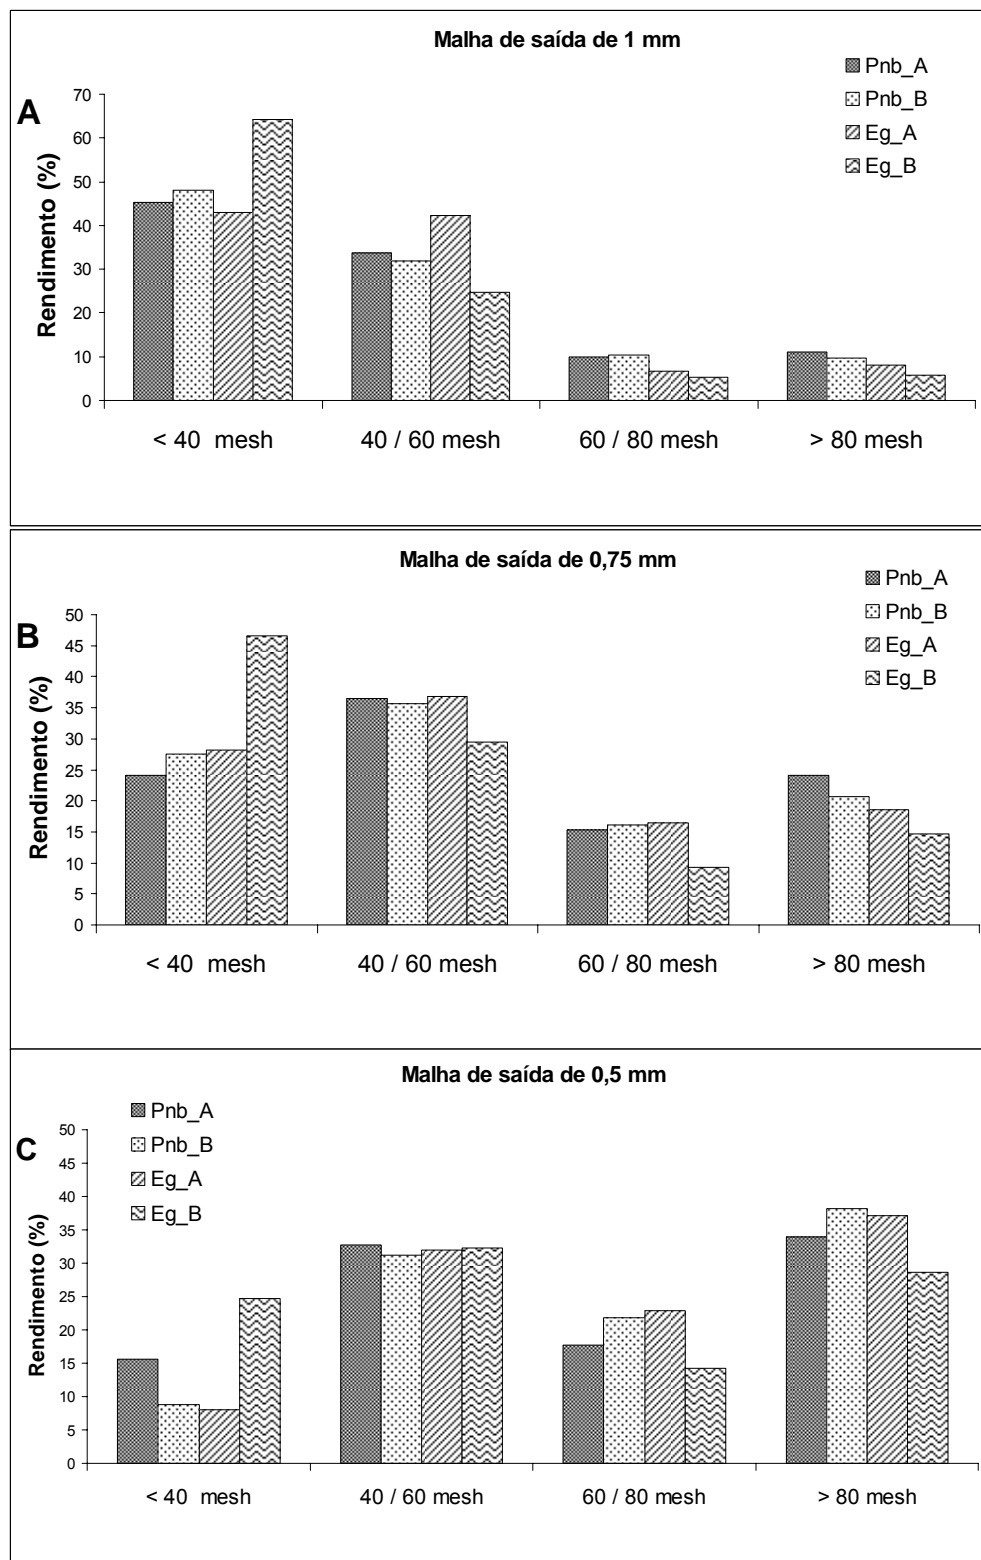 Malha de saída de 1 mm
Pnb_A
Pnb_B
Eg_A
Eg_B
A
Rendimento (%)
70
60
50
40
30
20
10
0
< 40 mesh
40 / 60 mesh
60 / 80 mesh
> 80 mesh
Malha de saída de 0,75 mm
Pnb_A
Pnb_B
Eg_A
Eg_B
B
Rendimento (%)
50
45
40
35
30
25
20
15
10
5
0
< 40 mesh
40 / 60 mesh
60 / 80 mesh
> 80 mesh
Malha de saída de 0,5 mm
Pnb_A
Pnb_B
Eg_A
Eg_B
C
Rendimento (%)
50
45
40
35
30
25
20
15
10
5
0
< 40 mesh
40 / 60 mesh
60 / 80 mesh
> 80 mesh